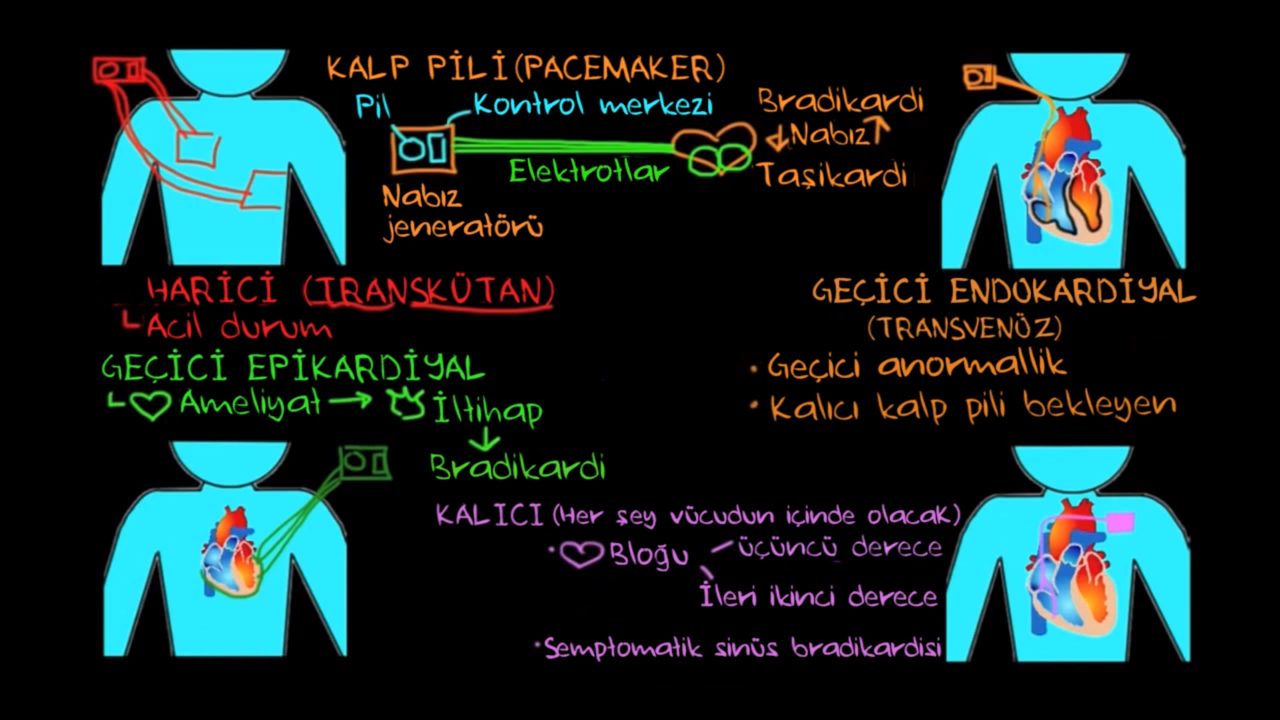 KALP PİLİ (PACEMAKER)
Pil
Kontrol merkezi
Elektrotlar
Nabız
jeneratörü
Bradikardi
↓Nabız↑
Taşikardi
HARİCİ (TRANSKÜTAN)
Acil durum
GEÇİCİ EPİKARDİYAL
Ameliyat → İltihap
↓
Bradikardi
GEÇİCİ ENDOKARDİYAL
(TRANSVENÖZ)
• Geçici anormallik
• Kalıcı kalp pili bekleyen
KALICI (Her şey vücudun içinde olacak)
• Bloğu
üçüncü derece
İleri ikinci derece
• Semptomatik sinüs bradikardisi